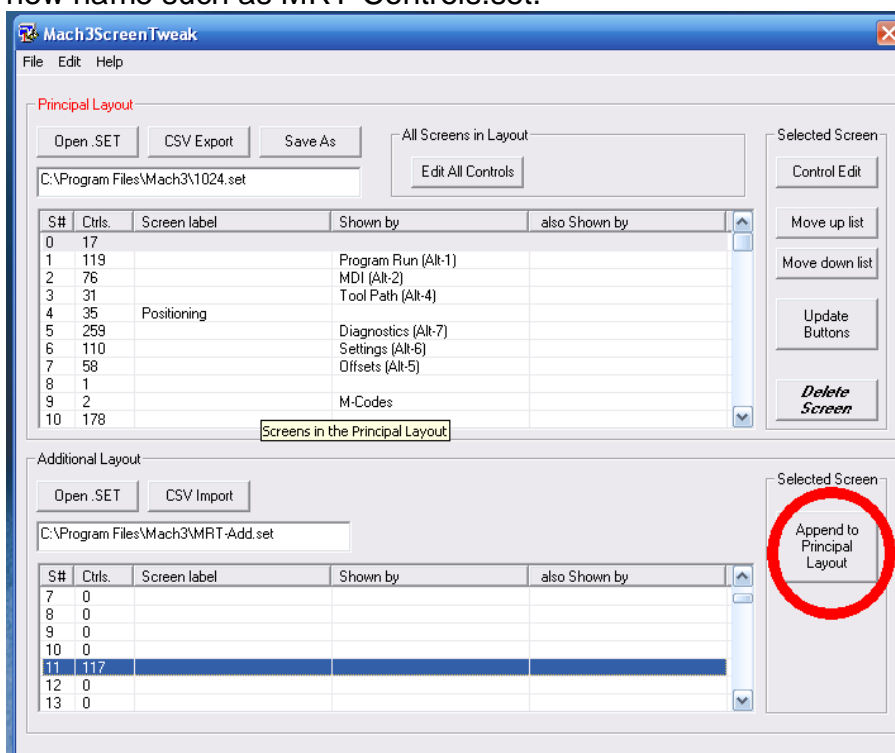 new name such as MRT-Controls.set.
Mach3ScreenTweak
File Edit Help
Principal Layout
Open .SET CSV Export Save As
All Screens in Layout
Edit All Controls
C:\Program Files\Mach3\1024.set
Selected Screen
Control Edit
Move up list
Move down list
Update
Buttons
Delete
Screen
S# Ctrls. Screen label Shown by also Shown by
0 17
1 119 Program Run (Alt-1)
2 76 MDI (Alt-2)
3 31 Tool Path (Alt-4)
4 35 Positioning
5 259 Diagnostics (Alt-7)
6 110 Settings (Alt-6)
7 58 Offsets (Alt-5)
8 1
9 2 M-Codes
10 178
Screens in the Principal Layout
Additional Layout
Open .SET CSV Import
C:\Program Files\Mach3\MRT-Add.set
Selected Screen
Append to
Principal
Layout
S# Ctrls. Screen label Shown by also Shown by
7 0
8 0
9 0
10 0
11 117
12 0
13 0